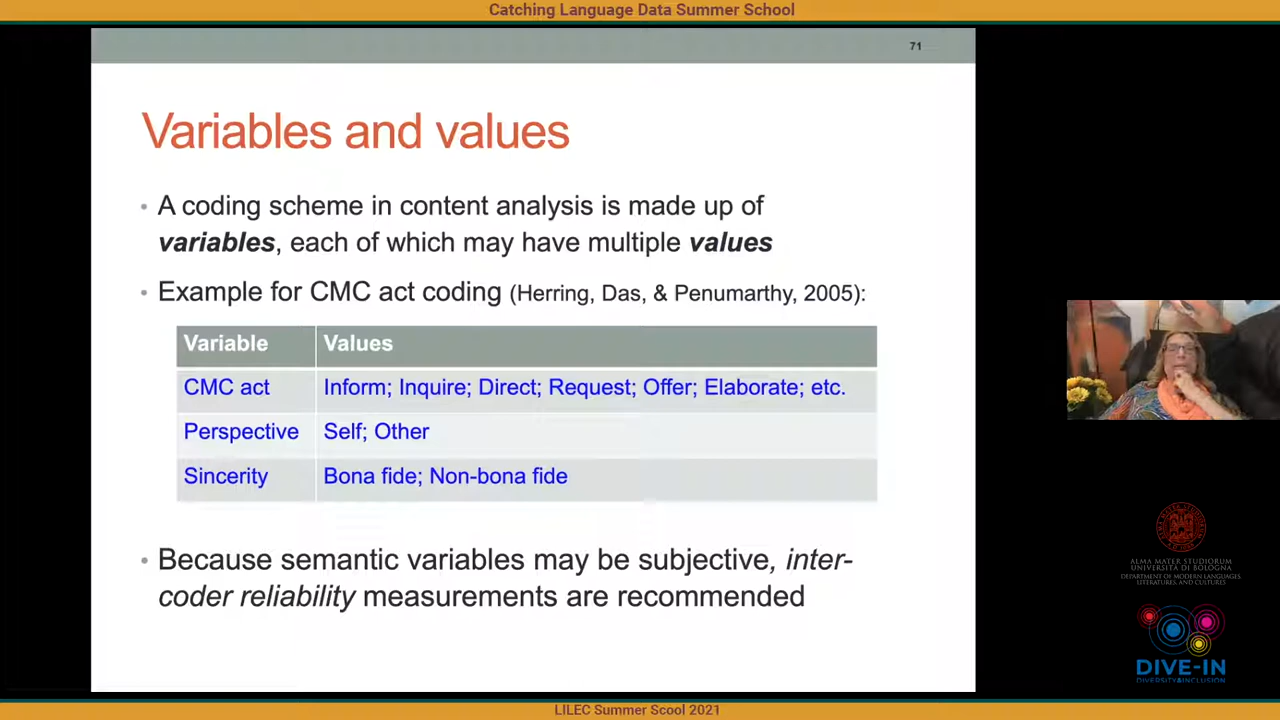 Catching Language Data Summer School
71
Variables and values
• A coding scheme in content analysis is made up of
variables, each of which may have multiple values
• Example for CMC act coding (Herring, Das, & Penumarthy, 2005):
Variable Values
CMC act Inform; Inquire; Direct; Request; Offer; Elaborate; etc.
Perspective Self; Other
Sincerity Bona fide; Non-bona fide
• Because semantic variables may be subjective, inter-
coder reliability measurements are recommended
ALMA MATER STUDIORUM
UNIVERSITÀ DI BOLOGNA
DEPARTMENT OF MODERN LANGUAGES,
LITERATURES, AND CULTURES
DIVE-IN
DIVERSITY&INCLUSION
LILEC Summer Scool 2021